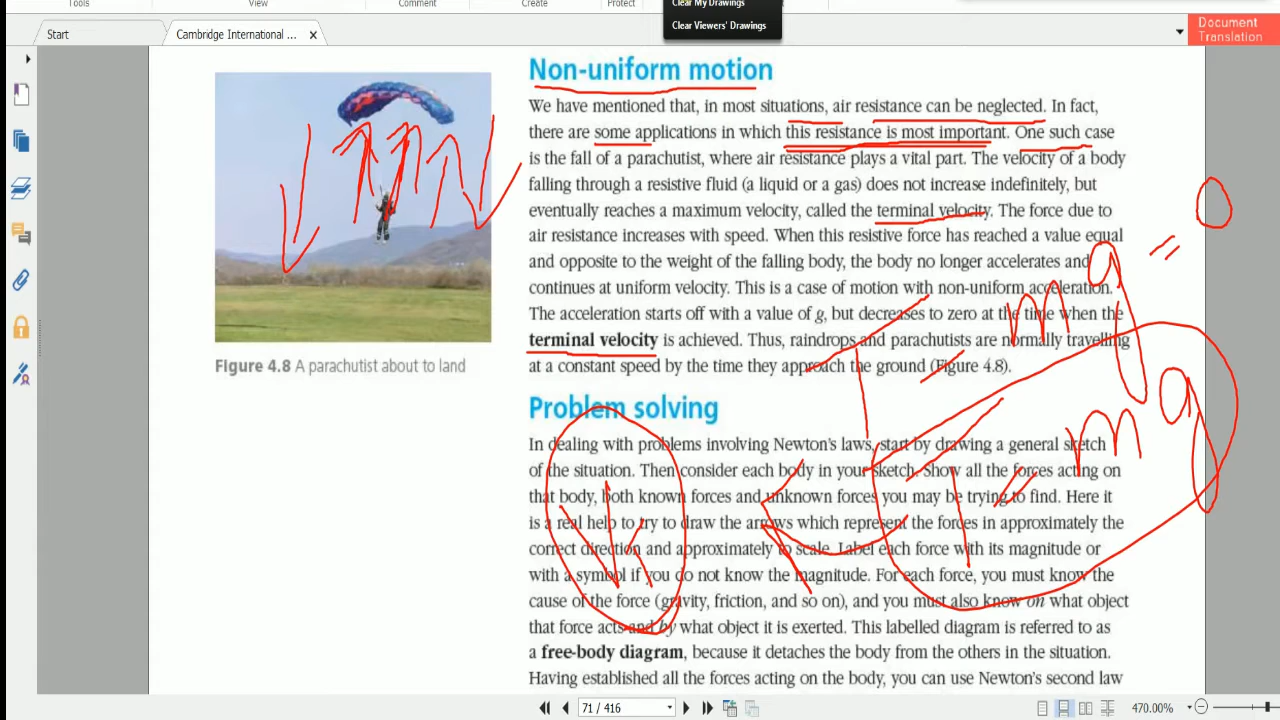 Tools View Comment Create Protect
Clear My Drawings
Clear Viewers' Drawings
Start Cambridge International ... x
Document
Translation
Non-uniform motion
We have mentioned that, in most situations, air resistance can be neglected. In fact,
there are some applications in which this resistance is most important. One such case
is the fall of a parachutist, where air resistance plays a vital part. The velocity of a body
falling through a resistive fluid (a liquid or a gas) does not increase indefinitely, but
eventually reaches a maximum velocity, called the terminal velocity. The force due to
air resistance increases with speed. When this resistive force has reached a value equal
and opposite to the weight of the falling body, the body no longer accelerates and
continues at uniform velocity. This is a case of motion with non-uniform acceleration.
The acceleration starts off with a value of g, but decreases to zero at the time when the
terminal velocity is achieved. Thus, raindrops and parachutists are normally travelling
at a constant speed by the time they approach the ground (Figure 4.8).
Figure 4.8 A parachutist about to land
F - mg = 0
F = mg
Problem solving
In dealing with problems involving Newton's laws, start by drawing a general sketch
of the situation. Then consider each body in your sketch. Show all the forces acting on
that body, both known forces and unknown forces you may be trying to find. Here it
is a real help to try to draw the arrows which represent the forces in approximately the
correct direction and approximately to scale. Label each force with its magnitude or
with a symbol if you do not know the magnitude. For each force, you must know the
cause of the force (gravity, friction, and so on), and you must also know on what object
that force acts and by what object it is exerted. This labelled diagram is referred to as
a free-body diagram, because it detaches the body from the others in the situation.
Having established all the forces acting on the body, you can use Newton's second law
71 / 416
470.00%